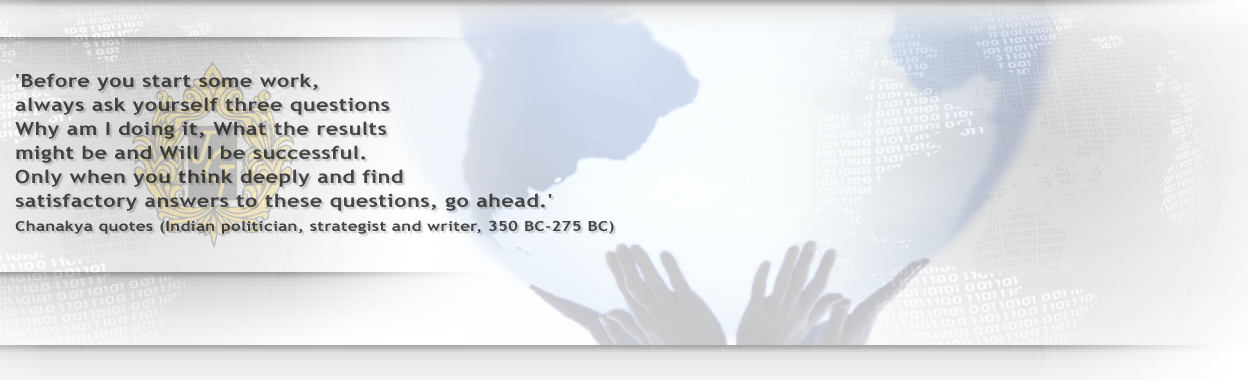 'Before you start some work,
always ask yourself three questions
Why am I doing it, What the results
might be and Will I be successful.
Only when you think deeply and find
satisfactory answers to these questions, go ahead.'
Chanakya quotes (Indian politician, strategist and writer, 350 BC-275 BC)